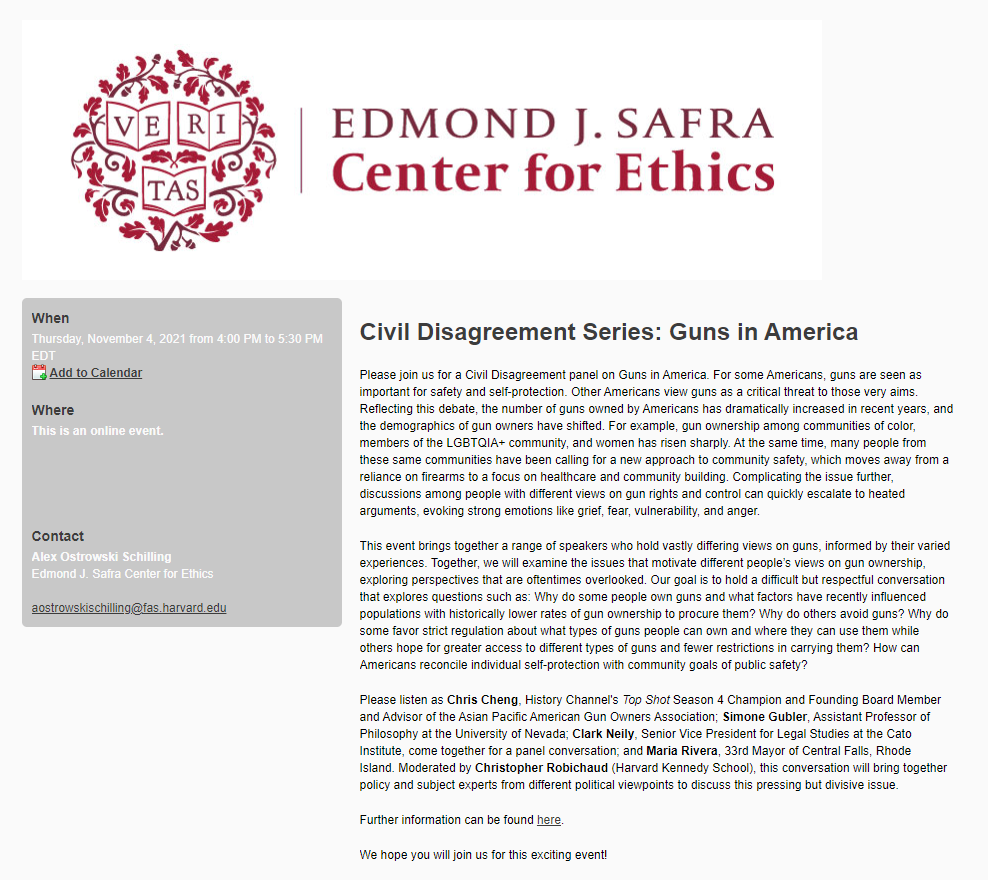 VERI
TAS
EDMOND J. SAFRA
Center for Ethics
When
Thursday, November 4, 2021 from 4:00 PM to 5:30 PM
EDT
Add to Calendar
Where
This is an online event.
Contact
Alex Ostrowski Schilling
Edmond J. Safra Center for Ethics
aostrowskischilling@fas.harvard.edu
Civil Disagreement Series: Guns in America
Please join us for a Civil Disagreement panel on Guns in America. For some Americans, guns are seen as
important for safety and self-protection. Other Americans view guns as a critical threat to those very aims.
Reflecting this debate, the number of guns owned by Americans has dramatically increased in recent years, and
the demographics of gun owners have shifted. For example, gun ownership among communities of color,
members of the LGBTQIA+ community, and women has risen sharply. At the same time, many people from
these same communities have been calling for a new approach to community safety, which moves away from a
reliance on firearms to a focus on healthcare and community building. Complicating the issue further,
discussions among people with different views on gun rights and control can quickly escalate to heated
arguments, evoking strong emotions like grief, fear, vulnerability, and anger.
This event brings together a range of speakers who hold vastly differing views on guns, informed by their varied
experiences. Together, we will examine the issues that motivate different people's views on gun ownership,
exploring perspectives that are oftentimes overlooked. Our goal is to hold a difficult but respectful conversation
that explores questions such as: Why do some people own guns and what factors have recently influenced
populations with historically lower rates of gun ownership to procure them? Why do others avoid guns? Why do
some favor strict regulation about what types of guns people can own and where they can use them while
others hope for greater access to different types of guns and fewer restrictions in carrying them? How can
Americans reconcile individual self-protection with community goals of public safety?
Please listen as Chris Cheng, History Channel's Top Shot Season 4 Champion and Founding Board Member
and Advisor of the Asian Pacific American Gun Owners Association; Simone Gubler, Assistant Professor of
Philosophy at the University of Nevada; Clark Neily, Senior Vice President for Legal Studies at the Cato
Institute, come together for a panel conversation; and Maria Rivera, 33rd Mayor of Central Falls, Rhode
Island. Moderated by Christopher Robichaud (Harvard Kennedy School), this conversation will bring together
policy and subject experts from different political viewpoints to discuss this pressing but divisive issue.
Further information can be found here.
We hope you will join us for this exciting event!